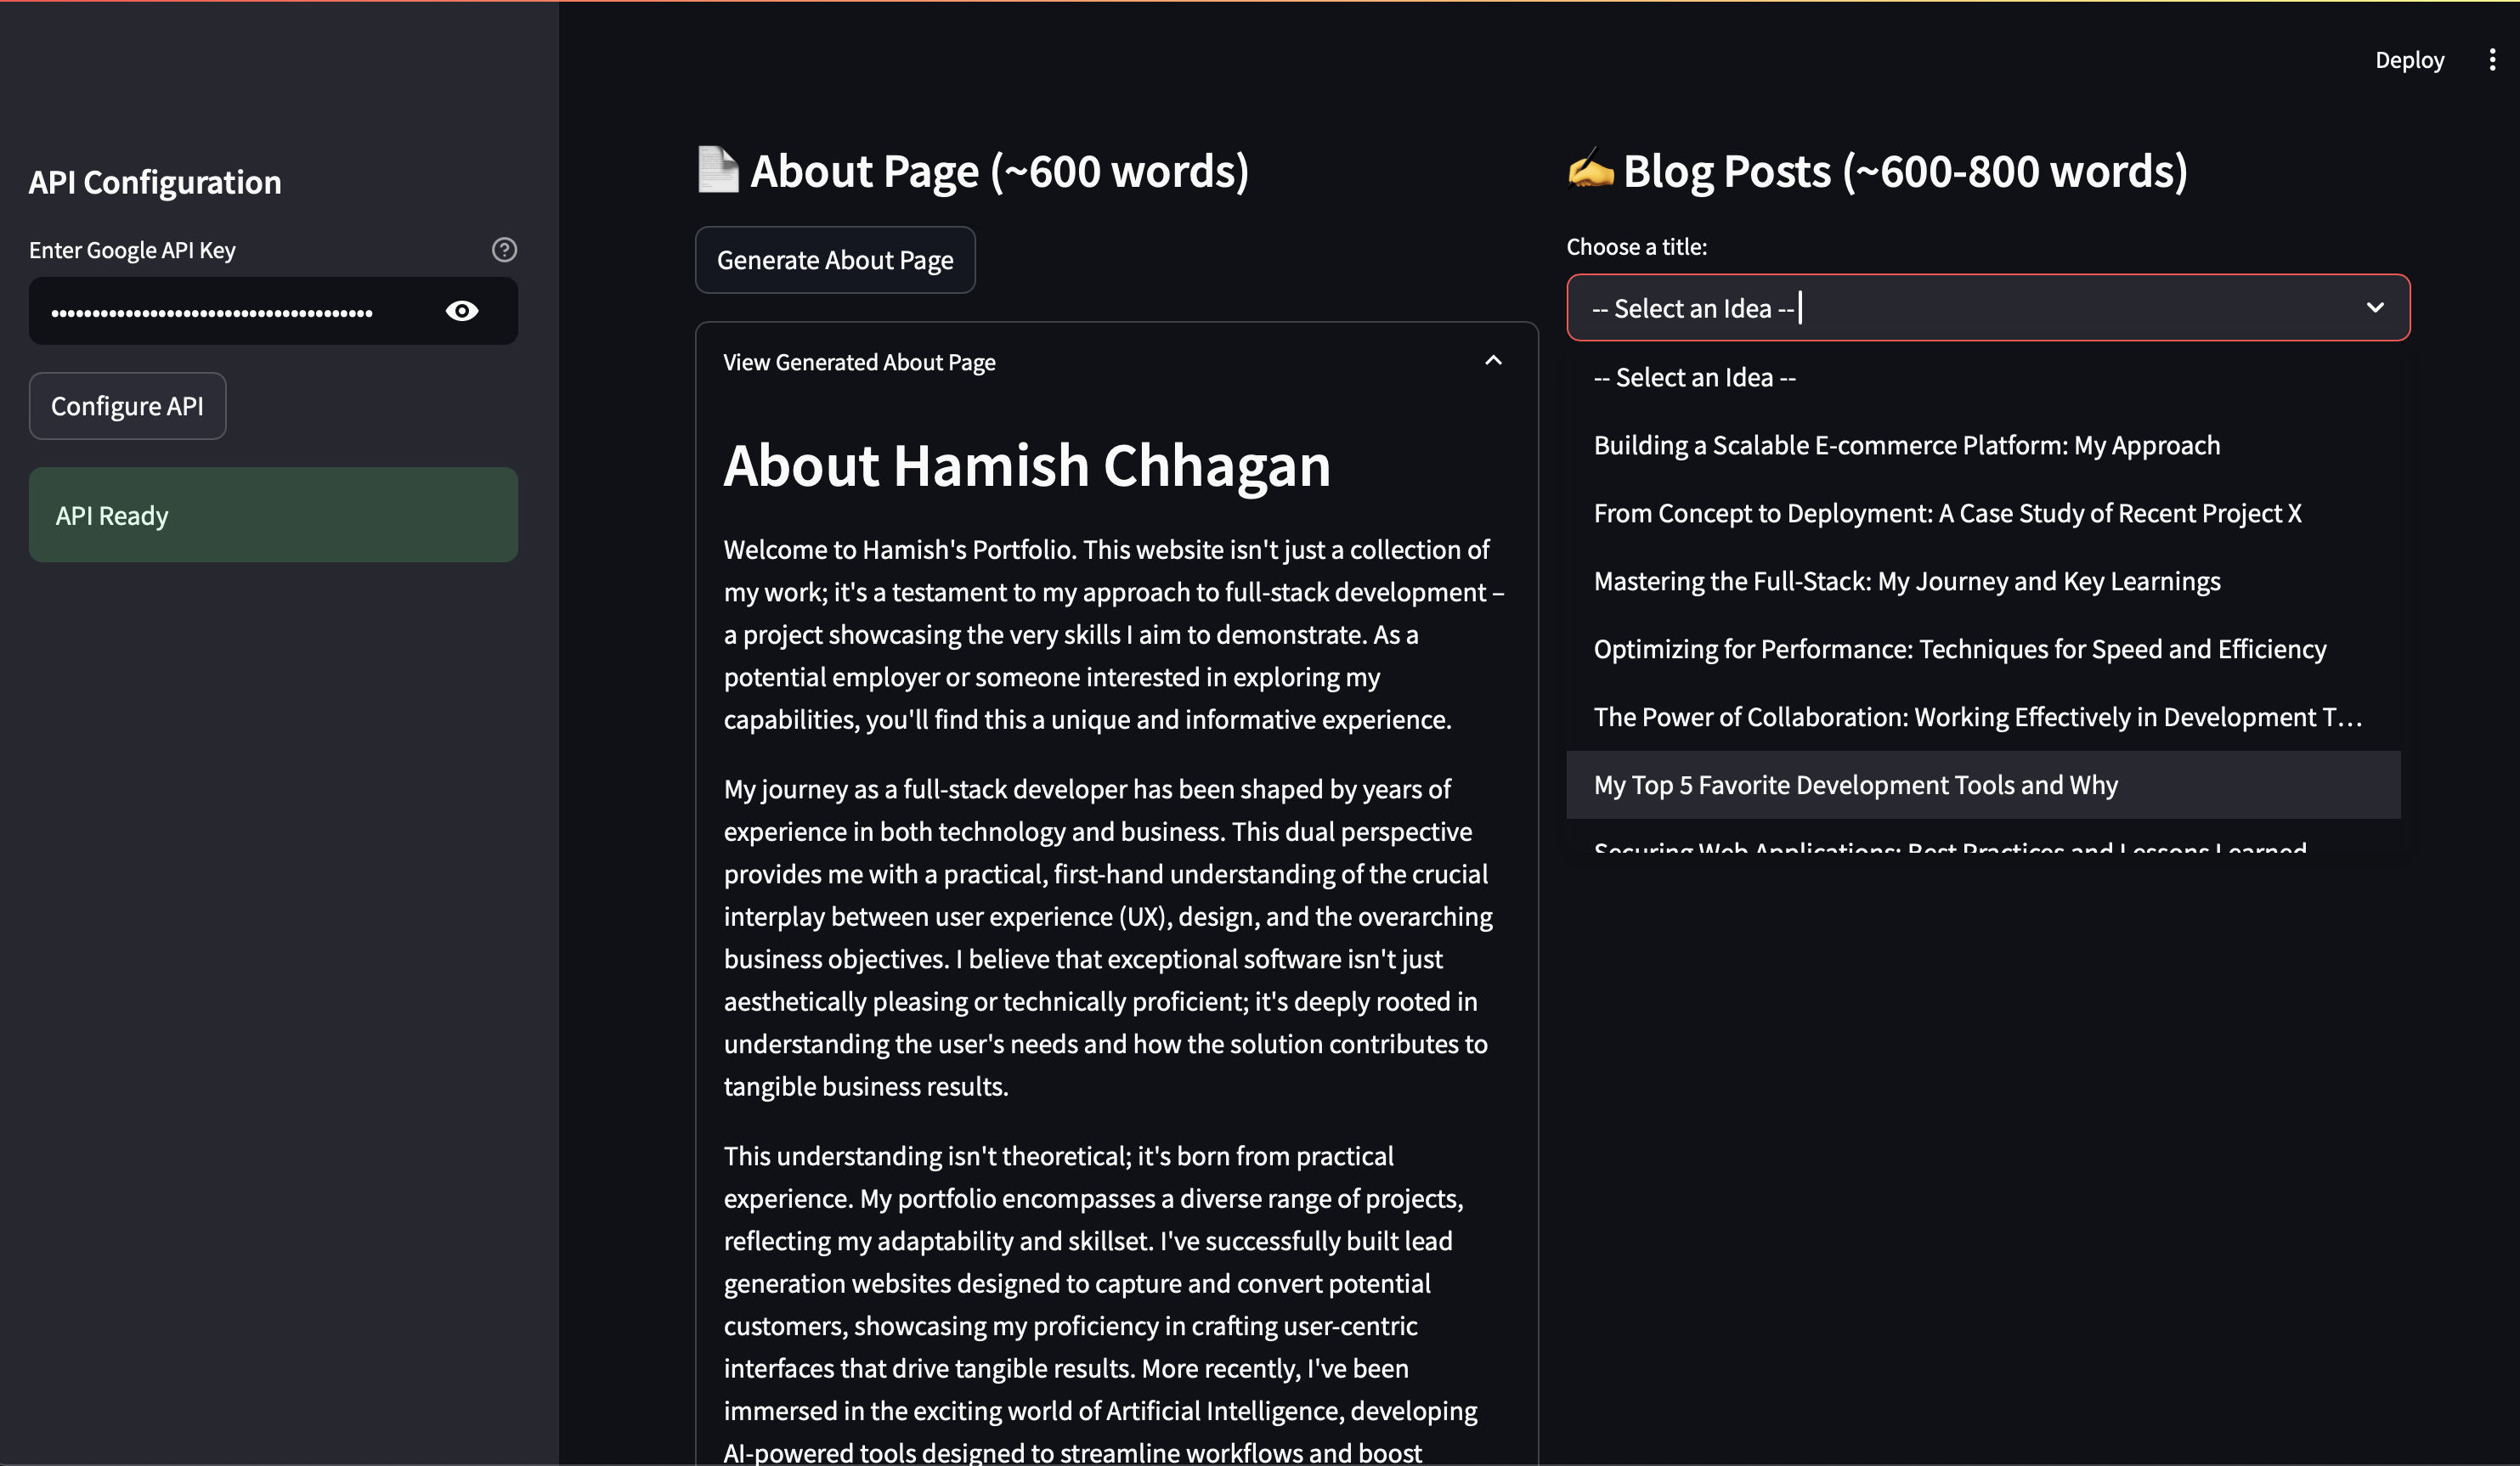 Deploy
API Configuration
Enter Google API Key
Configure API
API Ready
📄 About Page (~600 words)
Generate About Page
View Generated About Page
About Hamish Chhagan
Welcome to Hamish's Portfolio. This website isn't just a collection of
my work; it's a testament to my approach to full-stack development –
a project showcasing the very skills I aim to demonstrate. As a
potential employer or someone interested in exploring my
capabilities, you'll find this a unique and informative experience.
My journey as a full-stack developer has been shaped by years of
experience in both technology and business. This dual perspective
provides me with a practical, first-hand understanding of the crucial
interplay between user experience (UX), design, and the overarching
business objectives. I believe that exceptional software isn't just
aesthetically pleasing or technically proficient; it's deeply rooted in
understanding the user's needs and how the solution contributes to
tangible business results.
This understanding isn't theoretical; it's born from practical
experience. My portfolio encompasses a diverse range of projects,
reflecting my adaptability and skillset. I've successfully built lead
generation websites designed to capture and convert potential
customers, showcasing my proficiency in crafting user-centric
interfaces that drive tangible results. More recently, I've been
immersed in the exciting world of Artificial Intelligence, developing
AI-powered tools designed to streamline workflows and boost
✍️ Blog Posts (~600-800 words)
Choose a title:
-- Select an Idea --
-- Select an Idea --
Building a Scalable E-commerce Platform: My Approach
From Concept to Deployment: A Case Study of Recent Project X
Mastering the Full-Stack: My Journey and Key Learnings
Optimizing for Performance: Techniques for Speed and Efficiency
The Power of Collaboration: Working Effectively in Development T…
My Top 5 Favorite Development Tools and Why
Securing Web Applications: Best Practices and Lessons Learned